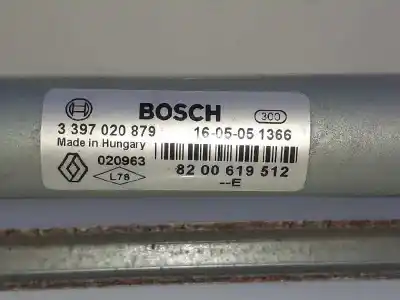 BOSCH 300
3 397 020 879 16-05-05 1366
Made in Hungary
020963
L78 82 00 619 512
--E